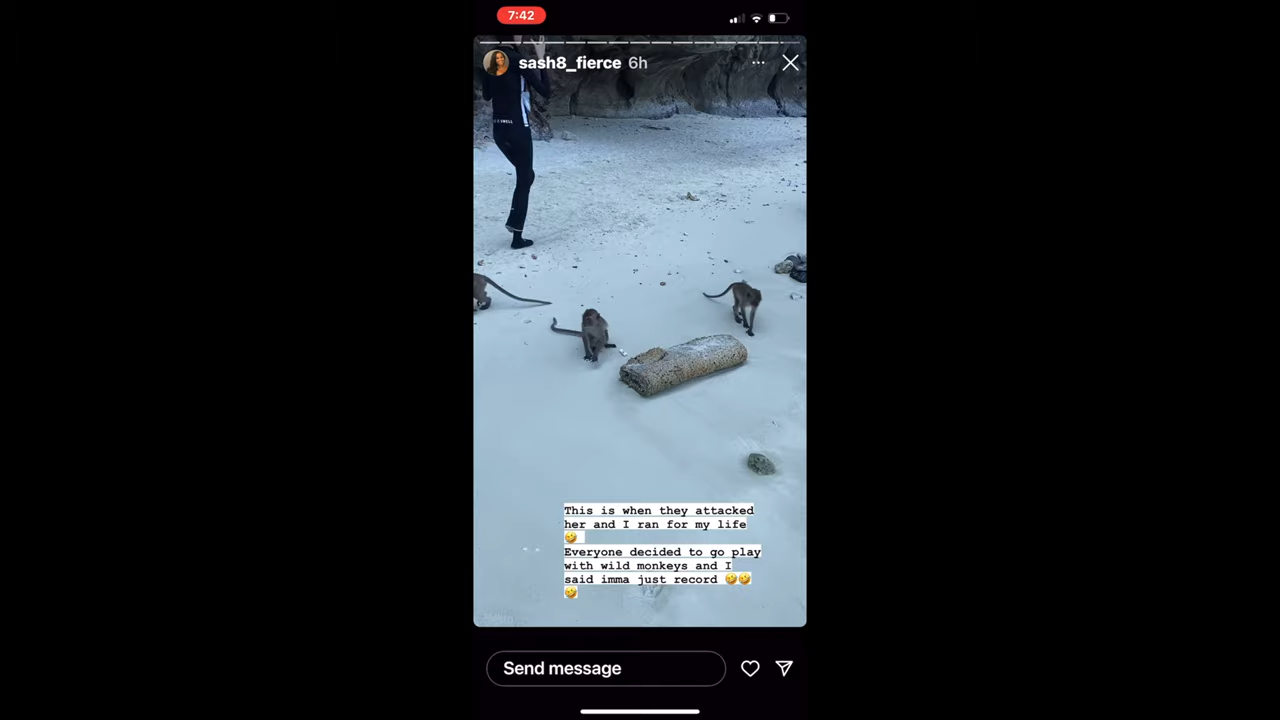 7:42
sash8_fierce 6h
This is when they attacked
her and I ran for my life
🤣
Everyone decided to go play
with wild monkeys and I
said imma just record 🤣🤣
🤣
Send message